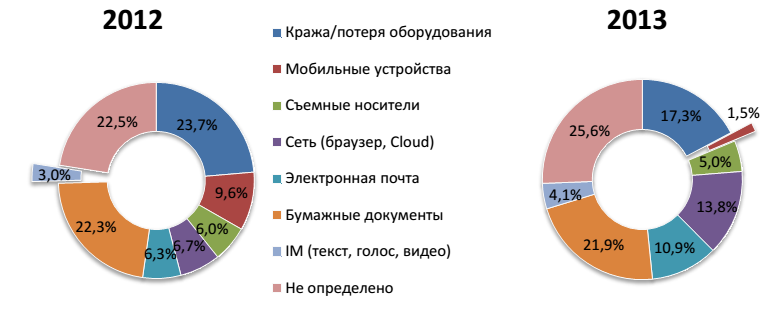 2012
2013
Кража/потеря оборудования
Мобильные устройства
Съемные носители
Сеть (браузер, Cloud)
Электронная почта
Бумажные документы
IM (текст, голос, видео)
Не определено
23,7%
9,6%
6,0%
6,7%
6,3%
22,3%
3,0%
22,5%
17,3%
1,5%
5,0%
13,8%
10,9%
21,9%
4,1%
25,6%